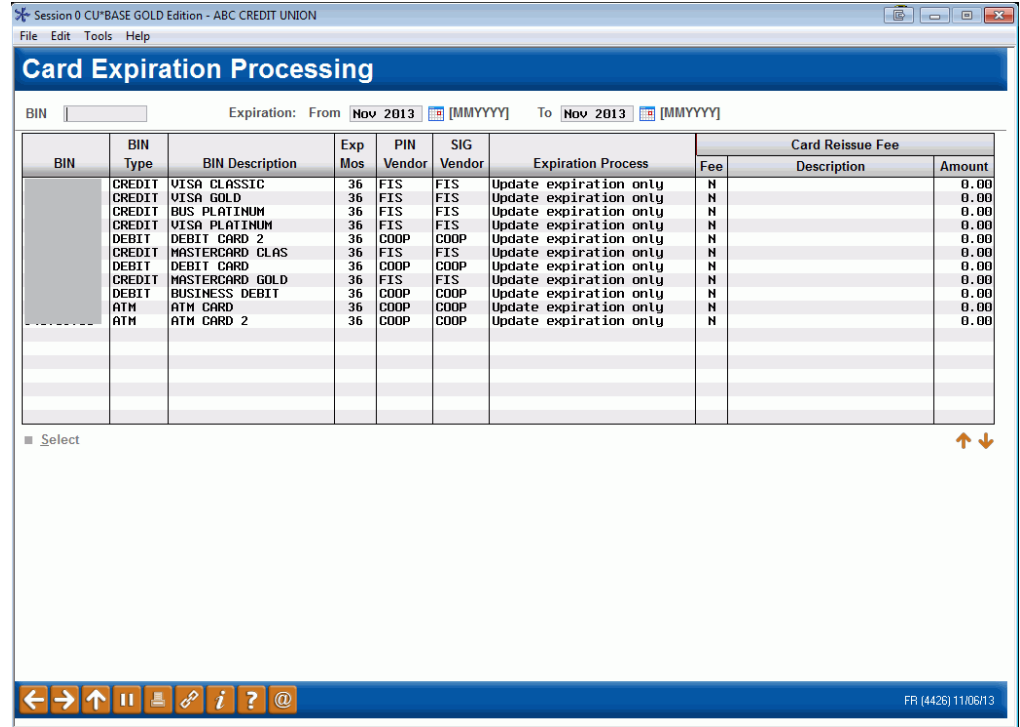 Session 0 CU*BASE GOLD Edition - ABC CREDIT UNION
File Edit Tools Help
Card Expiration Processing
BIN Expiration: From Nov 2013 [MMYYYY] To Nov 2013 [MMYYYY]
BIN BIN Type BIN Description Exp Mos PIN Vendor SIG Vendor Expiration Process Card Reissue Fee Fee Description Amount
CREDIT VISA CLASSIC 36 FIS FIS Update expiration only N 0.00
CREDIT VISA GOLD 36 FIS FIS Update expiration only N 0.00
CREDIT BUS PLATINUM 36 FIS FIS Update expiration only N 0.00
CREDIT VISA PLATINUM 36 FIS FIS Update expiration only N 0.00
DEBIT DEBIT CARD 2 36 COOP COOP Update expiration only N 0.00
CREDIT MASTERCARD CLAS 36 FIS FIS Update expiration only N 0.00
DEBIT DEBIT CARD 36 COOP COOP Update expiration only N 0.00
CREDIT MASTERCARD GOLD 36 FIS FIS Update expiration only N 0.00
DEBIT BUSINESS DEBIT 36 COOP COOP Update expiration only N 0.00
ATM ATM CARD 36 COOP COOP Update expiration only N 0.00
ATM ATM CARD 2 36 COOP COOP Update expiration only N 0.00
Select
i ? @
FR (4426) 11/06/13